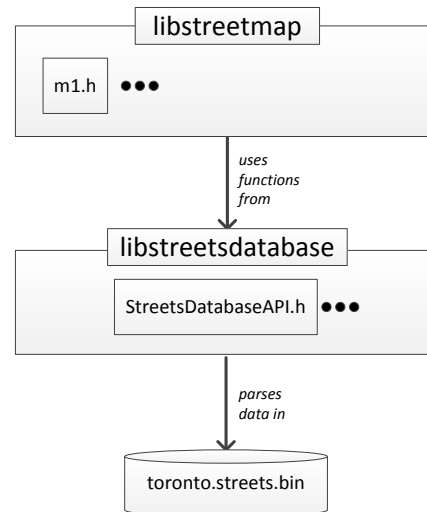 libstreetmap
m1.h
uses
functions
from
libstreetsdatabase
StreetsDatabaseAPI.h
parses
data in
toronto.streets.bin